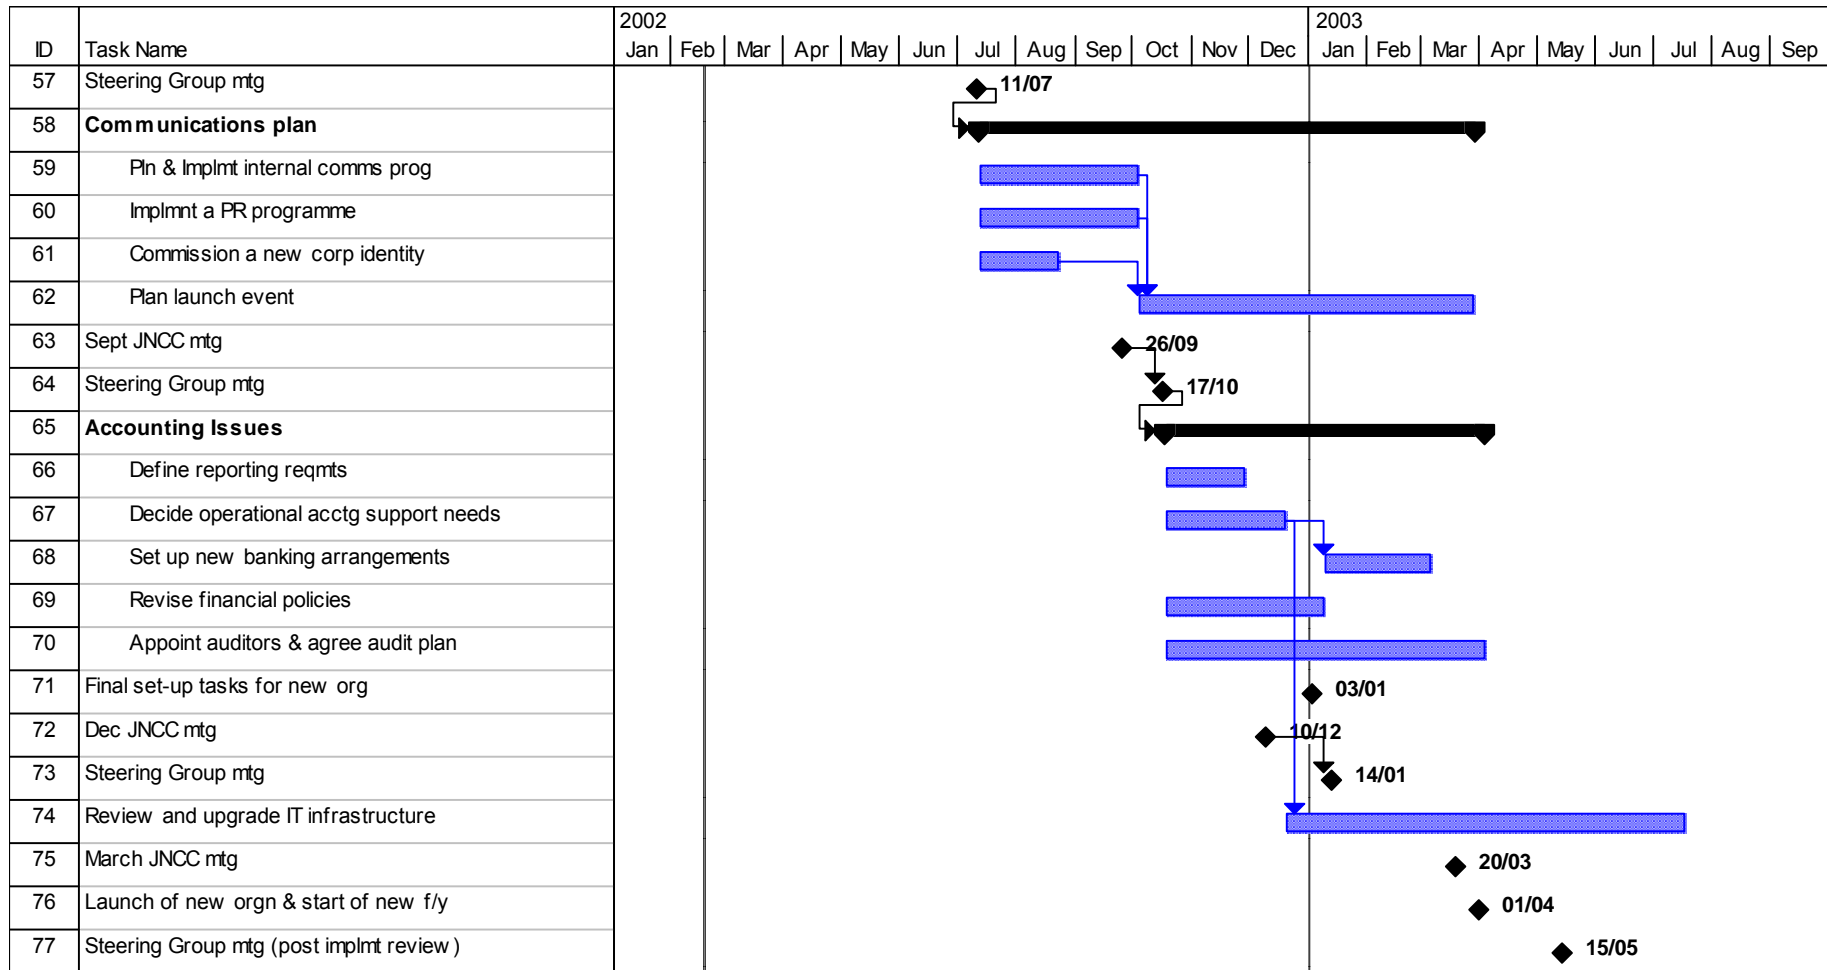 2002 2003
ID Task Name Jan Feb Mar Apr May Jun Jul Aug Sep Oct Nov Dec Jan Feb Mar Apr May Jun Jul Aug Sep
57 Steering Group mtg 11/07
58 Communications plan
59 Pln & Implmt internal comms prog
60 Implmnt a PR programme
61 Commission a new corp identity
62 Plan launch event
63 Sept JNCC mtg 26/09
64 Steering Group mtg 17/10
65 Accounting Issues
66 Define reporting reqmts
67 Decide operational acctg support needs
68 Set up new banking arrangements
69 Revise financial policies
70 Appoint auditors & agree audit plan
71 Final set-up tasks for new org 03/01
72 Dec JNCC mtg 10/12
73 Steering Group mtg 14/01
74 Review and upgrade IT infrastructure
75 March JNCC mtg 20/03
76 Launch of new orgn & start of new f/y 01/04
77 Steering Group mtg (post implmt review) 15/05